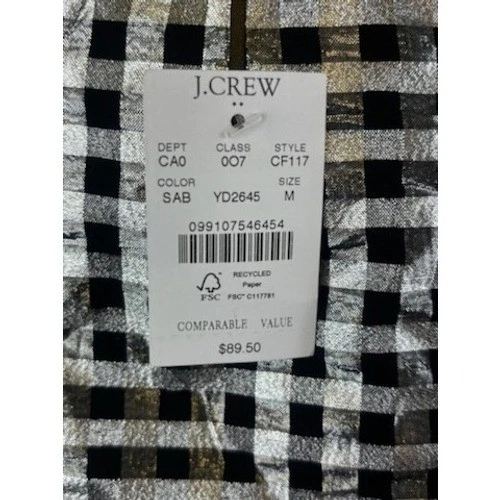 J.CREW
DEPT CLASS STYLE
CA0 007 CF117
COLOR SIZE
SAB YD2645 M
099107546454
RECYCLED
Paper
FSC FSC® C117781
COMPARABLE VALUE
$89.50